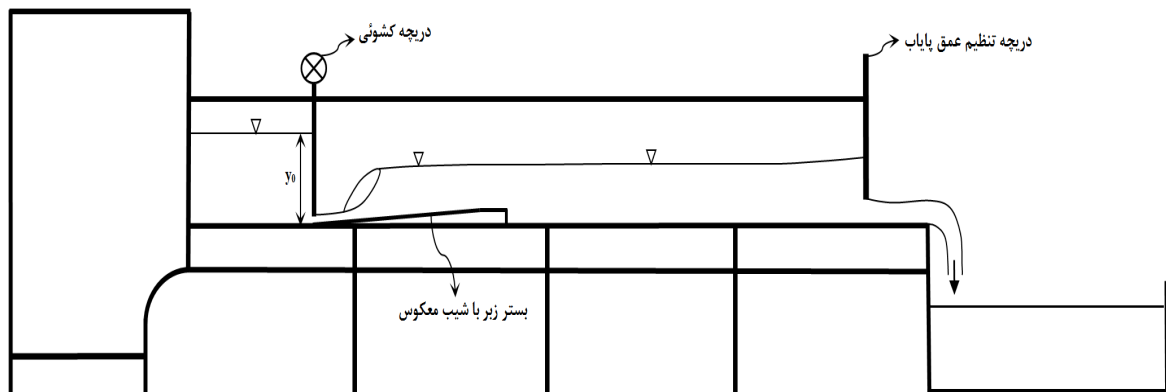 دریچه کشوئی
دریچه تنظیم عمق پایاب
y₀
بستر زبر با شیب معکوس